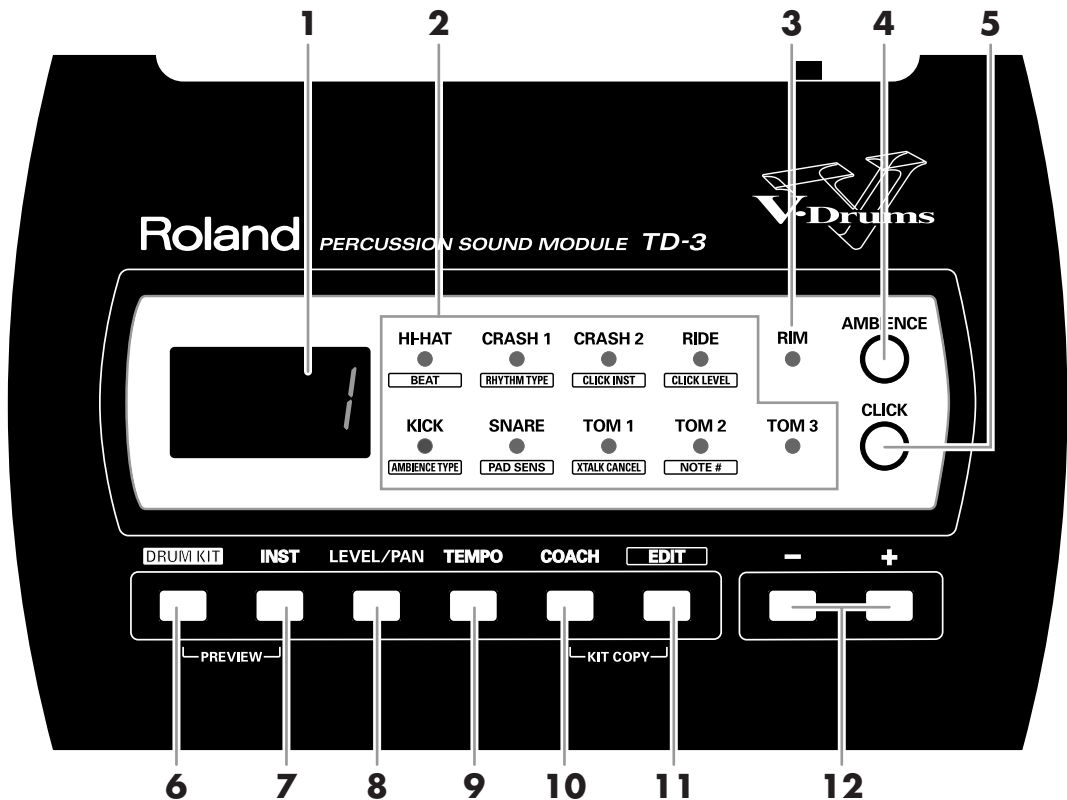 1 2 3 4 5
V-Drums
Roland PERCUSSION SOUND MODULE TD-3
HI-HAT CRASH 1 CRASH 2 RIDE RIM AMBIENCE
BEAT RHYTHM TYPE CLICK INST CLICK LEVEL
1
CLICK
KICK SNARE TOM 1 TOM 2 TOM 3
AMBIENCE TYPE PAD SENS XTALK CANCEL NOTE #
DRUM KIT INST LEVEL/PAN TEMPO COACH EDIT - +
PREVIEW KIT COPY
6 7 8 9 10 11 12